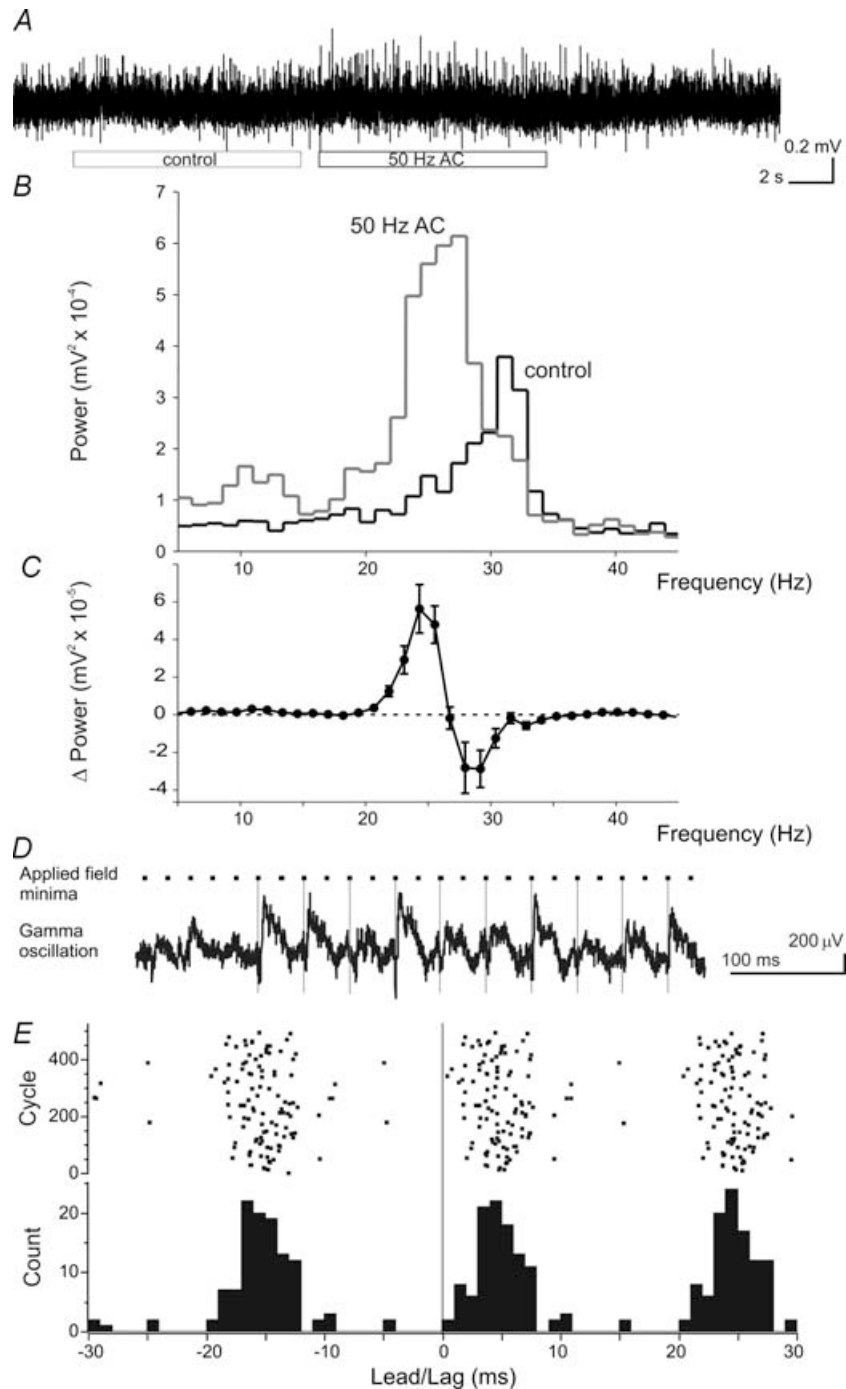 A
control
50 Hz AC
0.2 mV
2 s
B
7
6
5
4
3
2
1
0
Power (mV² x 10⁻⁴)
50 Hz AC
control
10
20
30
40
Frequency (Hz)
C
6
4
2
0
-2
-4
Δ Power (mV² x 10⁻⁵)
10
20
30
40
Frequency (Hz)
D
Applied field
minima
Gamma
oscillation
200 µV
100 ms
E
Cycle
400
200
0
Count
20
10
0
-30
-20
-10
0
10
20
30
Lead/Lag (ms)